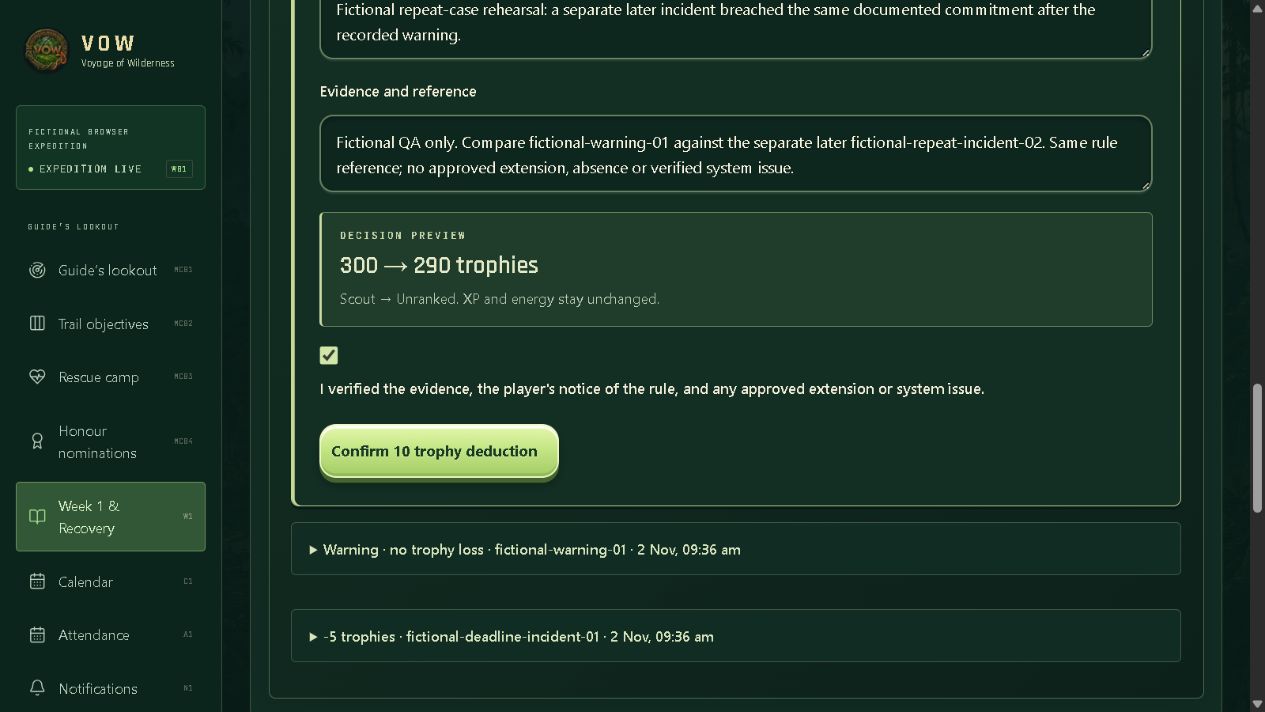 VOW
Voyage of Wilderness
FICTIONAL BROWSER
EXPEDITION
EXPEDITION LIVE W01
GUIDE'S LOOKOUT
Guide's lookout MC01
Trail objectives MC02
Rescue camp MC03
Honour
nominations MC04
Week 1 &
Recovery W1
Calendar C1
Attendance A1
Notifications N1
Fictional repeat-case rehearsal: a separate later incident breached the same documented commitment after the
recorded warning.
Evidence and reference
Fictional QA only. Compare fictional-warning-01 against the separate later fictional-repeat-incident-02. Same rule
reference; no approved extension, absence or verified system issue.
DECISION PREVIEW
300 → 290 trophies
Scout → Unranked. XP and energy stay unchanged.
I verified the evidence, the player's notice of the rule, and any approved extension or system issue.
Confirm 10 trophy deduction
▶ Warning · no trophy loss · fictional-warning-01 · 2 Nov, 09:36 am
▶ -5 trophies · fictional-deadline-incident-01 · 2 Nov, 09:36 am